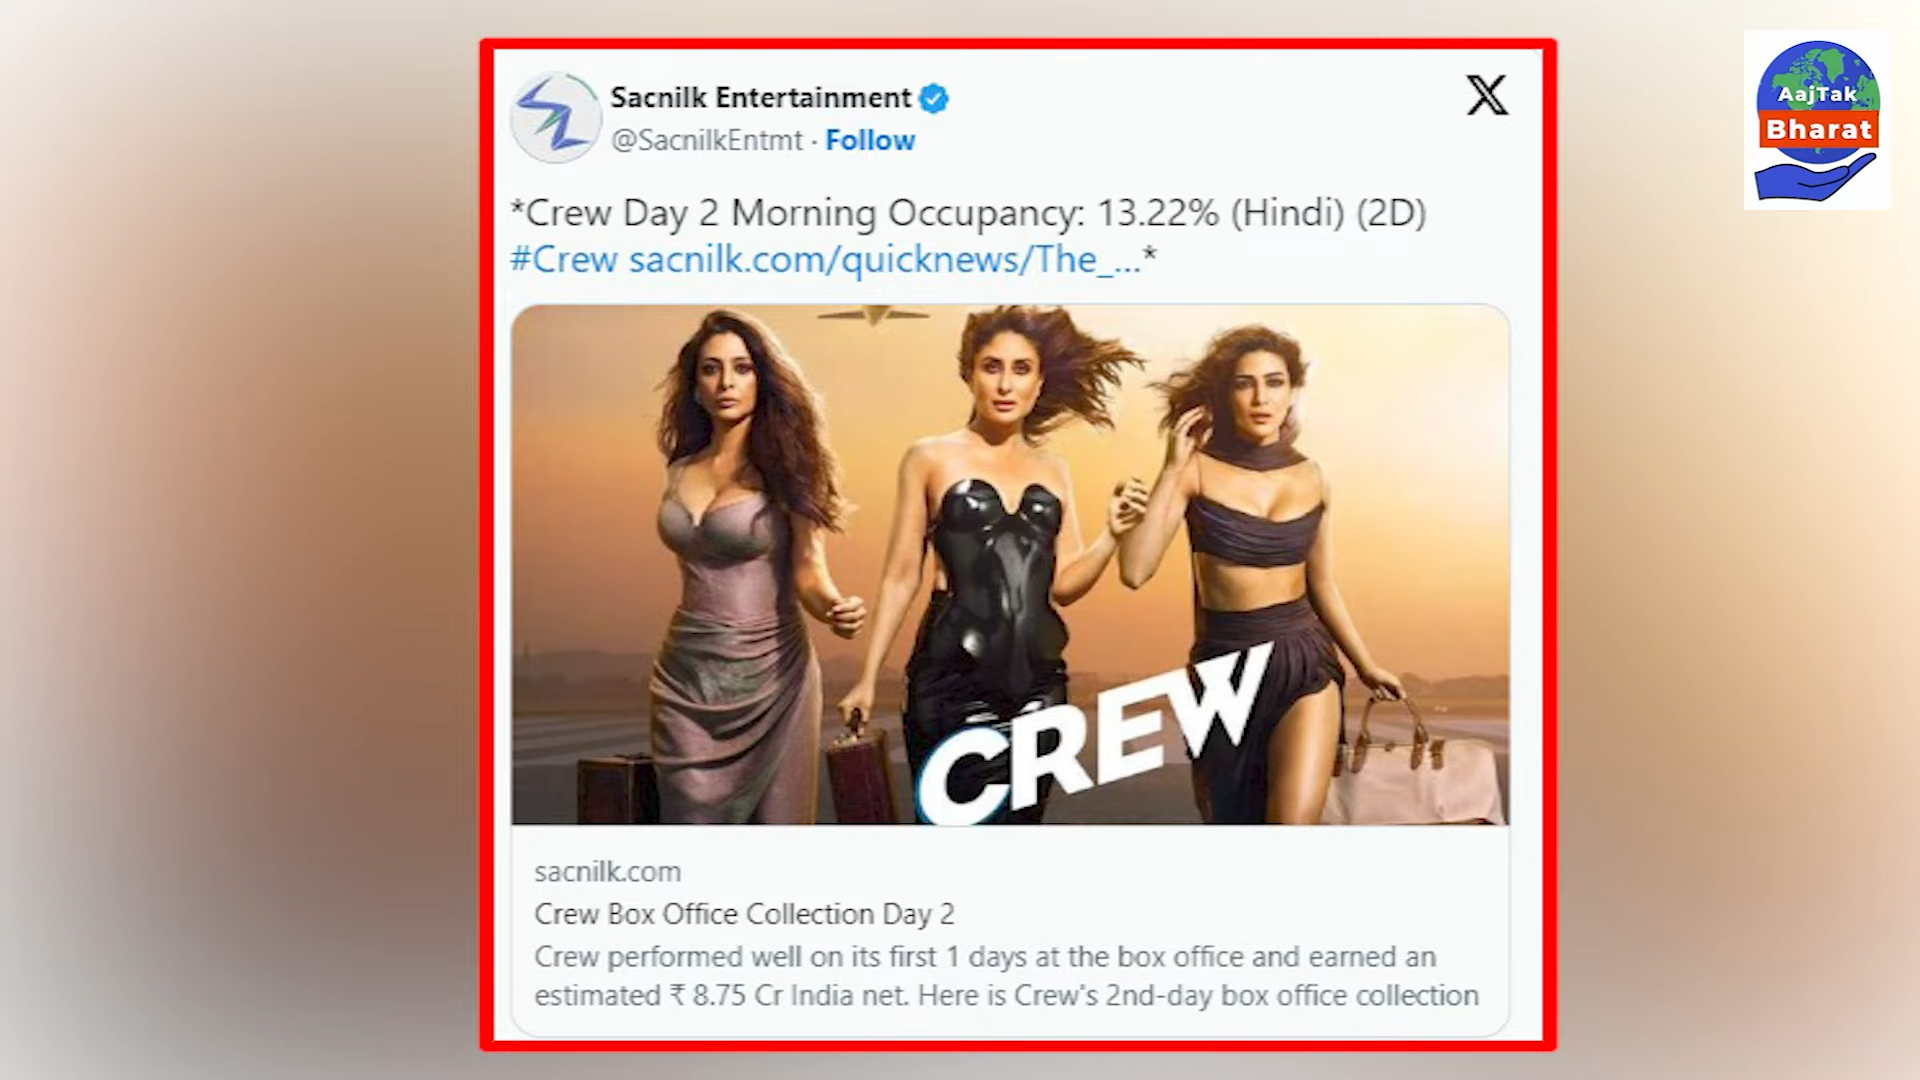 Sacnilk Entertainment
@SacnilkEntmt · Follow
AajTak
Bharat
*Crew Day 2 Morning Occupancy: 13.22% (Hindi) (2D)
#Crew sacnilk.com/quicknews/The_...*
CREW
sacnilk.com
Crew Box Office Collection Day 2
Crew performed well on its first 1 days at the box office and earned an
estimated ₹ 8.75 Cr India net. Here is Crew's 2nd-day box office collection